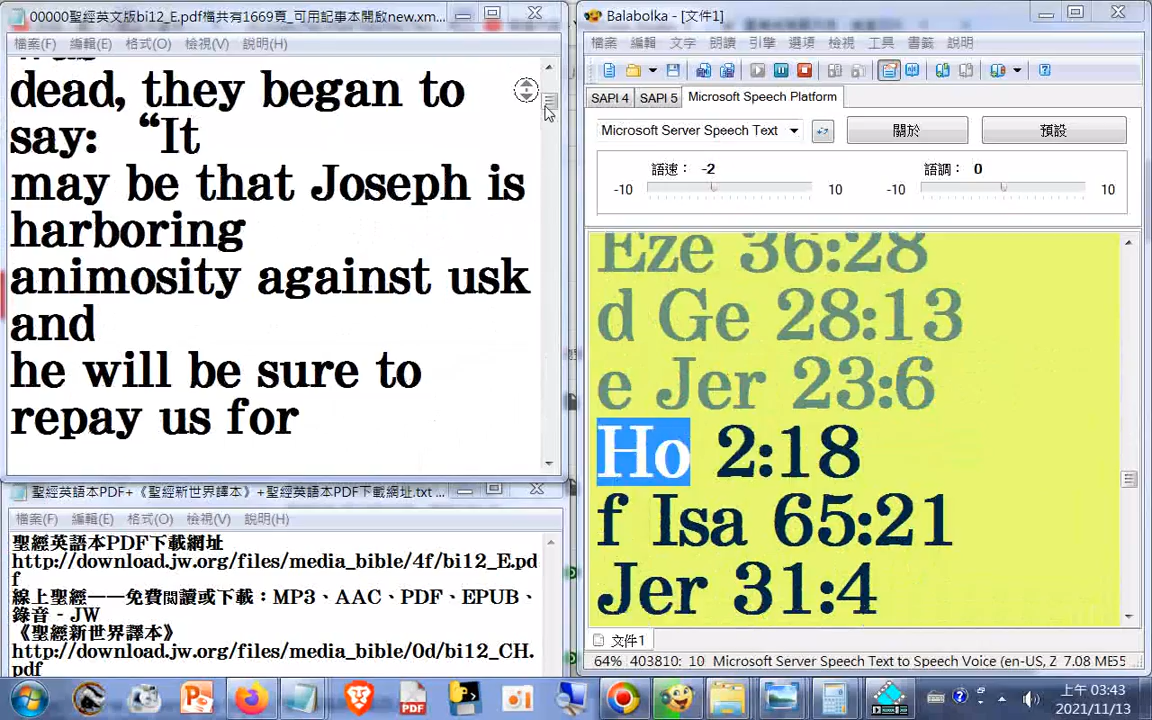 00000聖經英文版bi12_E.pdf檔共有1669頁_可用記事本開啟new.xm...
檔案(F) 編輯(E) 格式(O) 檢視(V) 說明(H)
dead, they began to
say: “It
may be that Joseph is
harboring
animosity against usk
and
he will be sure to
repay us for
聖經英語本PDF+《聖經新世界譯本》+聖經英語本PDF下載網址.txt ...
檔案(F) 編輯(E) 格式(O) 檢視(V) 說明(H)
聖經英語本PDF下載網址
http://download.jw.org/files/media_bible/4f/bi12_E.pd
f
線上聖經——免費閱讀或下載：MP3、AAC、PDF、EPUB、
錄音 - JW
《聖經新世界譯本》
http://download.jw.org/files/media_bible/0d/bi12_CH.
pdf
Balabolka - [文件1]
檔案 編輯 文字 朗讀 引擎 選項 檢視 工具 書籤 說明
SAPI 4 SAPI 5 Microsoft Speech Platform
Microsoft Server Speech Text 關於 預設
語速： -2 語調： 0
-10 10 -10 10
Eze 36:28
d Ge 28:13
e Jer 23:6
Ho 2:18
f Isa 65:21
Jer 31:4
文件1
64% 403810: 10 Microsoft Server Speech Text to Speech Voice (en-US, Z 7.08 ME55
上午 03:43
2021/11/13